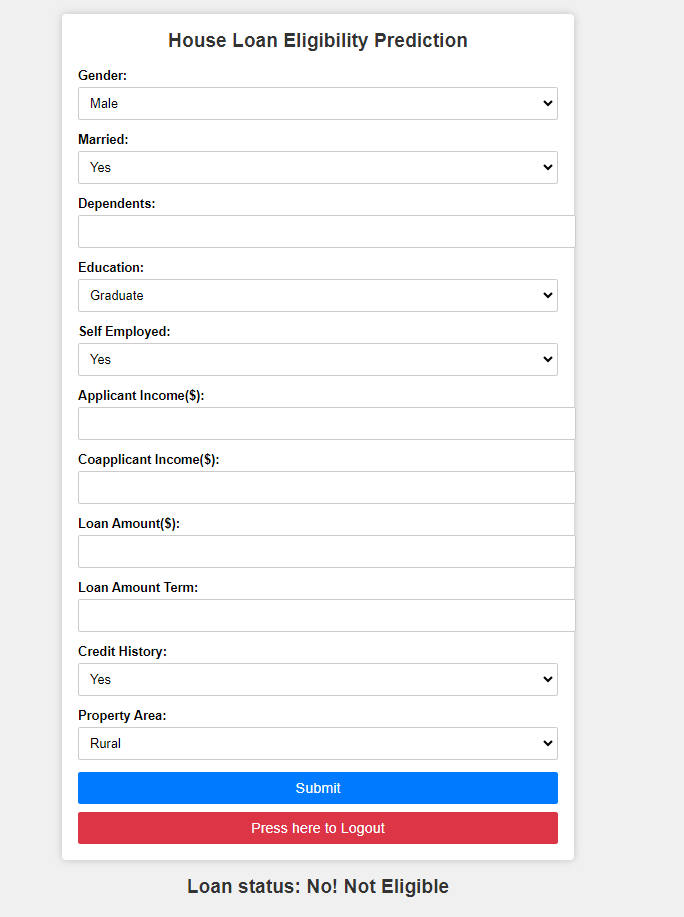 House Loan Eligibility Prediction
Gender:
Male
Married:
Yes
Dependents:
Education:
Graduate
Self Employed:
Yes
Applicant Income($):
Coapplicant Income($):
Loan Amount($):
Loan Amount Term:
Credit History:
Yes
Property Area:
Rural
Submit
Press here to Logout
Loan status: No! Not Eligible